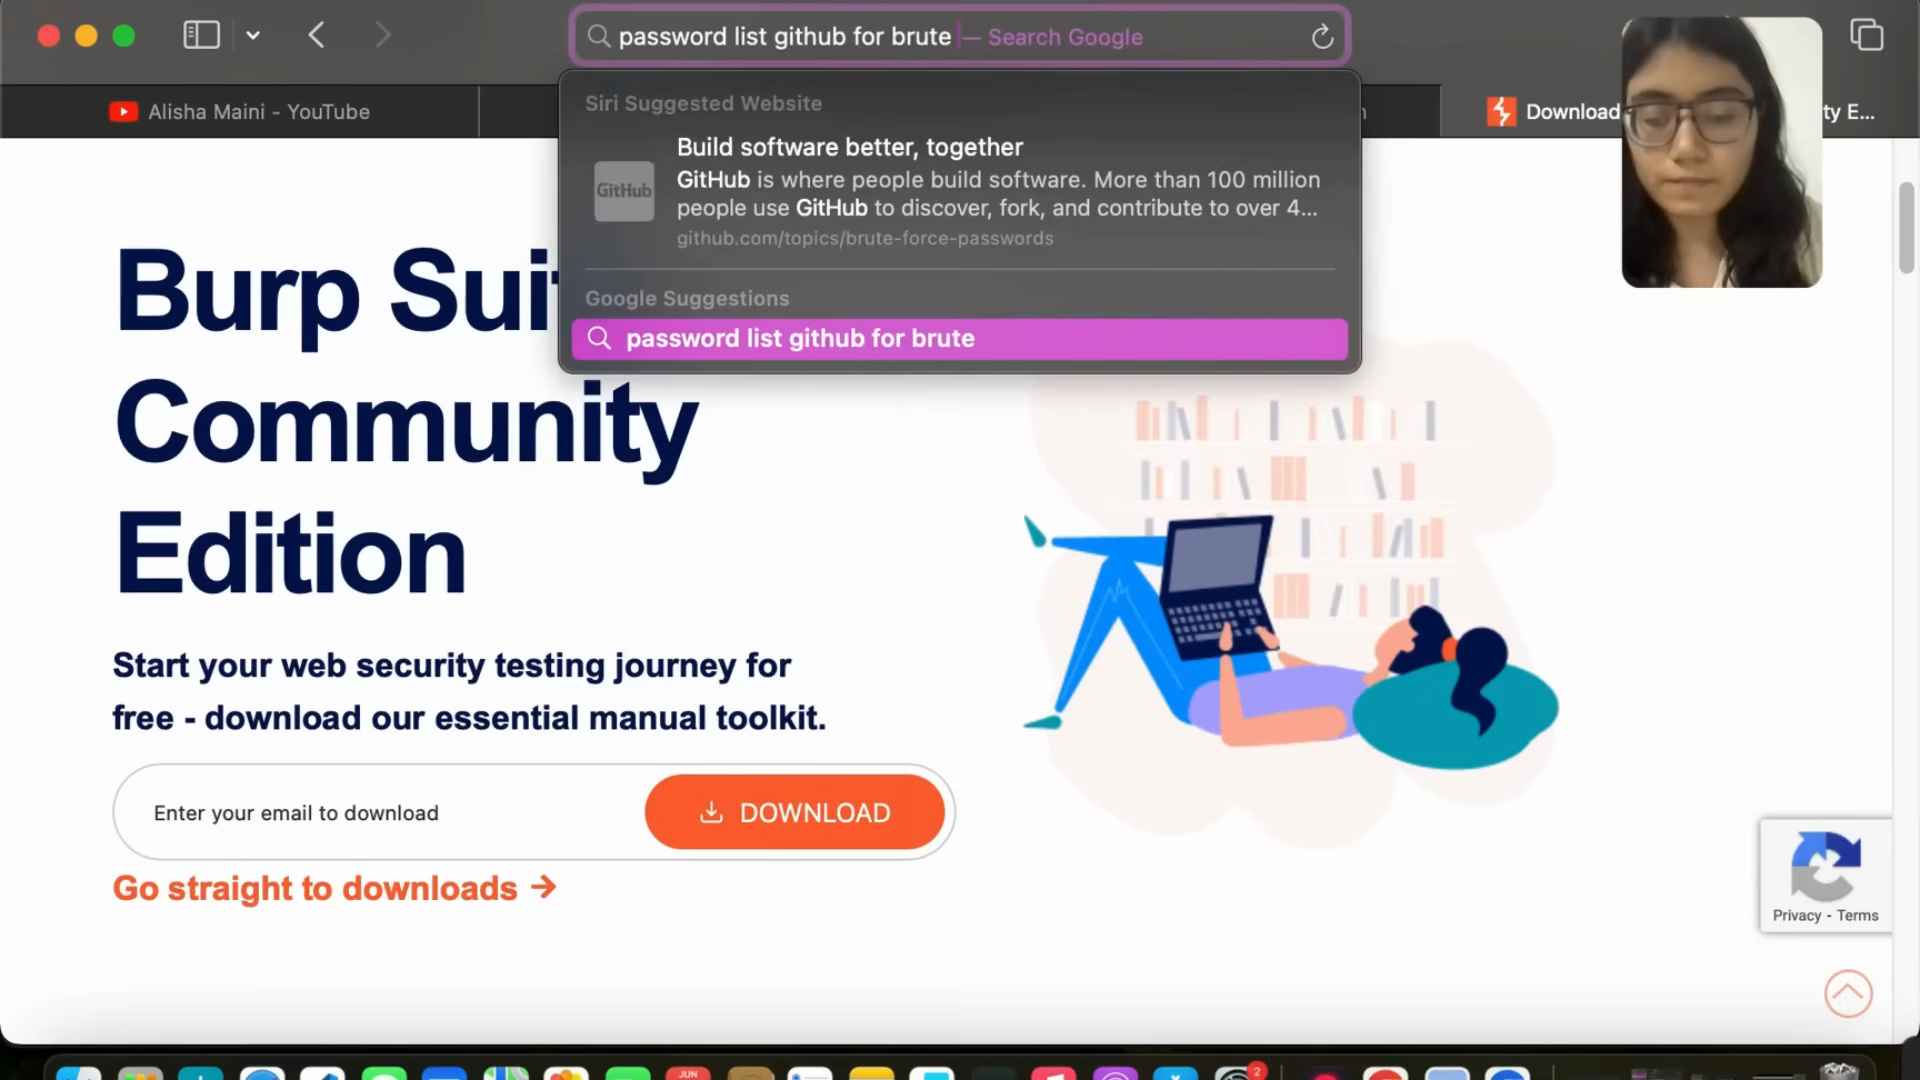 password list github for brute — Search Google
Alisha Maini - YouTube
Download
ty E...
Siri Suggested Website
Build software better, together
GitHub
GitHub is where people build software. More than 100 million
people use GitHub to discover, fork, and contribute to over 4...
github.com/topics/brute-force-passwords
Google Suggestions
password list github for brute
Burp Suit
Community
Edition
Start your web security testing journey for
free - download our essential manual toolkit.
Enter your email to download
DOWNLOAD
Go straight to downloads →
Privacy - Terms
JUN
2